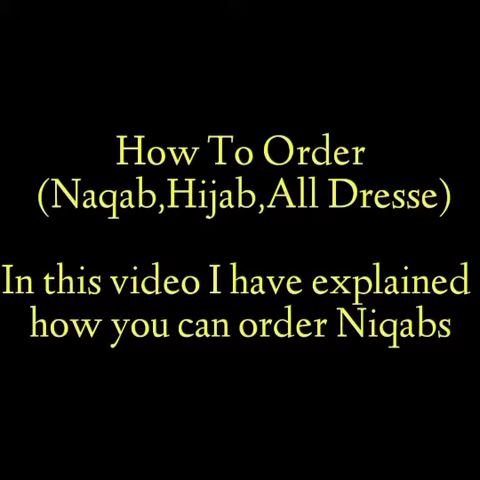 How To Order
(Naqab,Hijab,All Dresse)
In this video I have explained
how you can order Niqabs